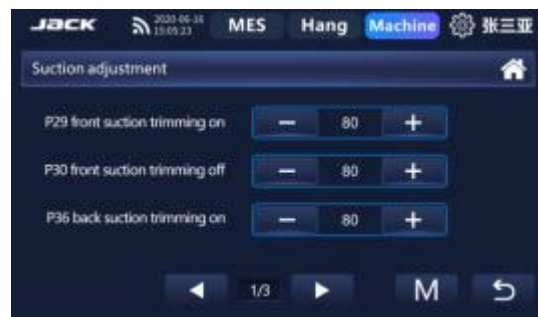 JACK 2020-06-16 MES Hang Machine 张三亚
15:05:23
Suction adjustment
P29 front suction trimming on — 80 +
P30 front suction trimming off — 80 +
P36 back suction trimming on — 80 +
1/3 M